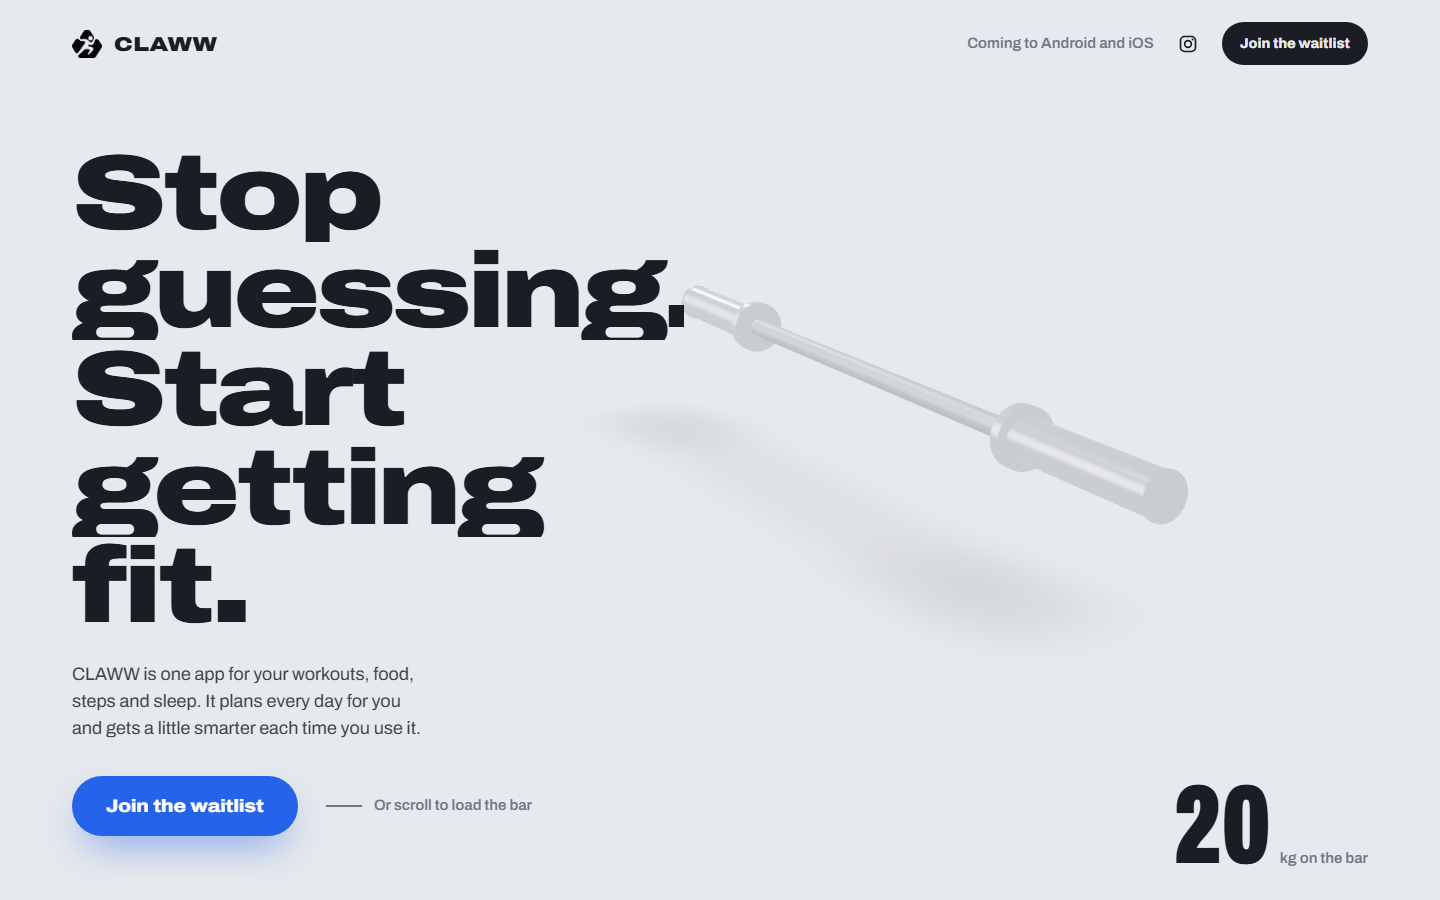 CLAWW
Coming to Android and iOS
Join the waitlist
Stop
guessing.
Start
getting
fit.
CLAWW is one app for your workouts, food,
steps and sleep. It plans every day for you
and gets a little smarter each time you use it.
Join the waitlist
Or scroll to load the bar
20
kg on the bar